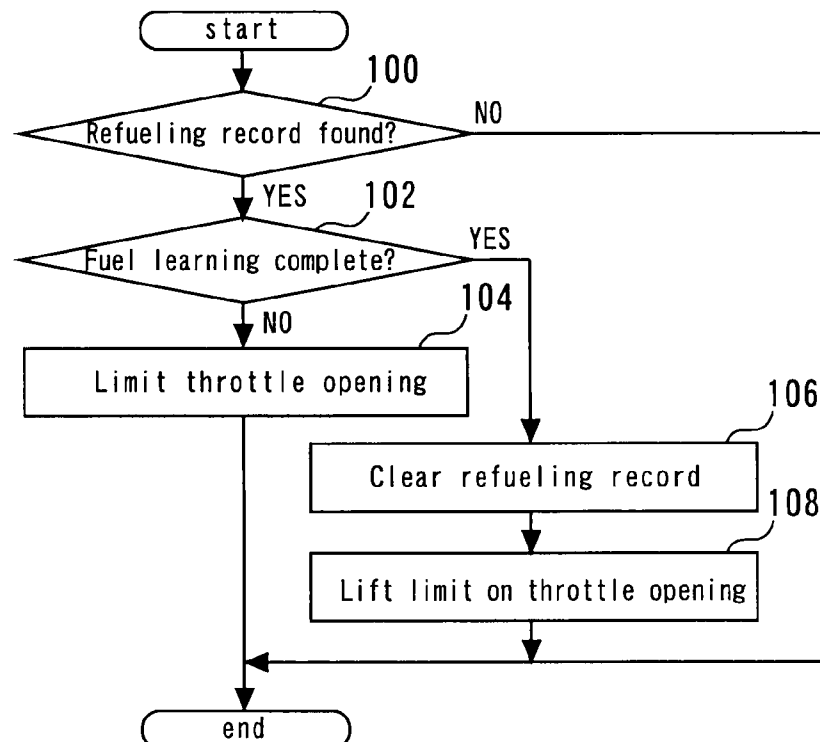 start
100
Refueling record found?
NO
YES
102
Fuel learning complete?
YES
NO
104
Limit throttle opening
106
Clear refueling record
108
Lift limit on throttle opening
end